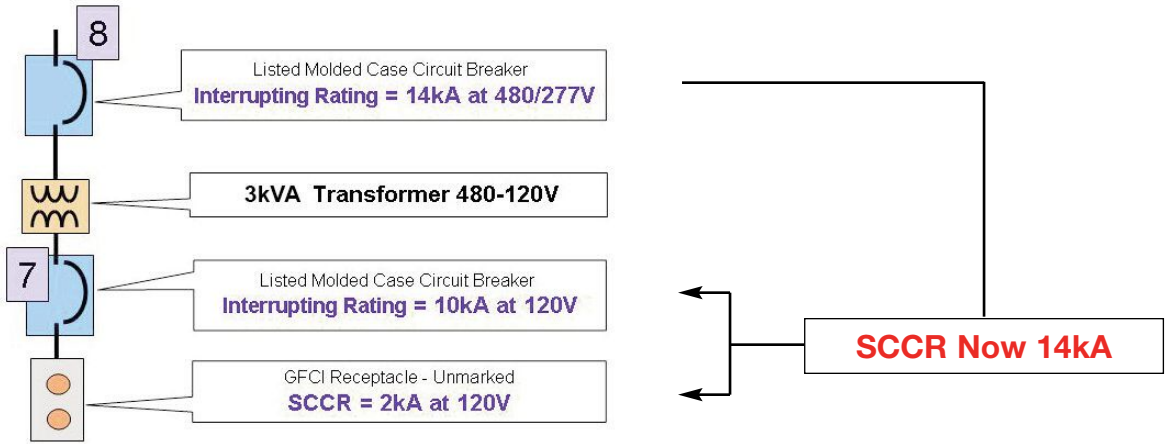 8
Listed Molded Case Circuit Breaker
Interrupting Rating = 14kA at 480/277V
3kVA Transformer 480-120V
7
Listed Molded Case Circuit Breaker
Interrupting Rating = 10kA at 120V
SCCR Now 14kA
GFCI Receptacle - Unmarked
SCCR = 2kA at 120V